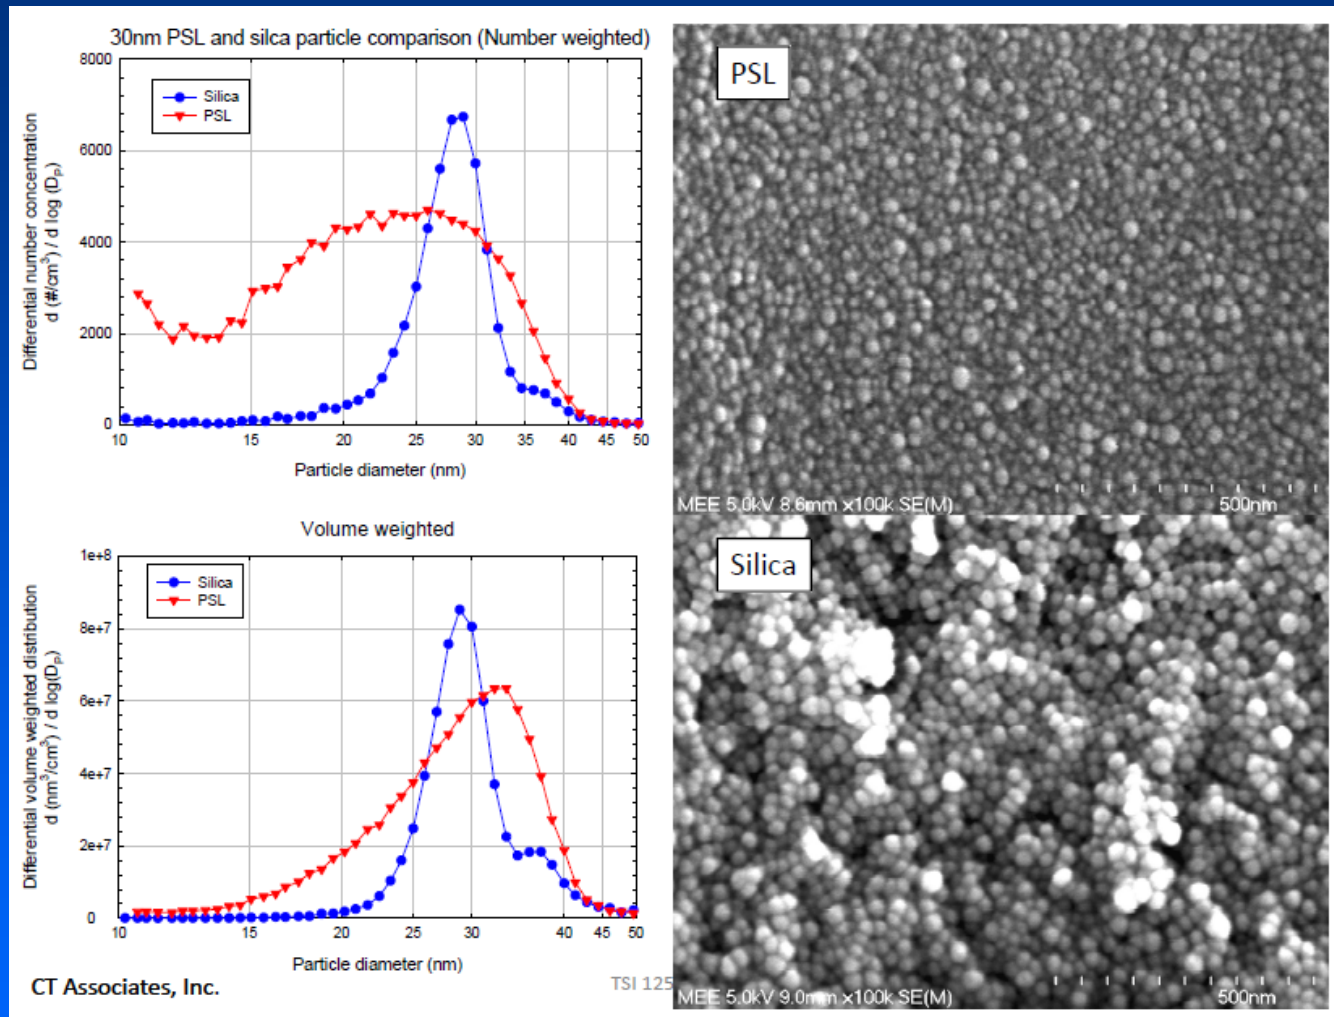 30nm PSL and silca particle comparison (Number weighted)
Differential number concentration
d (#/cm³) / d log (Dₚ)
8000
6000
4000
2000
0
Silica
PSL
10 15 20 25 30 35 40 45 50
Particle diameter (nm)
PSL
MEE 5.0kV 8.6mm x100k SE(M) 500nm
Volume weighted
Differential volume weighted distribution
d (nm³/cm³) / d log(Dₚ)
1e+8
8e+7
6e+7
4e+7
2e+7
0
Silica
PSL
10 15 20 25 30 40 45 50
Particle diameter (nm)
Silica
MEE 5.0kV 9.0mm x100k SE(M) 500nm
CT Associates, Inc.
TSI 125